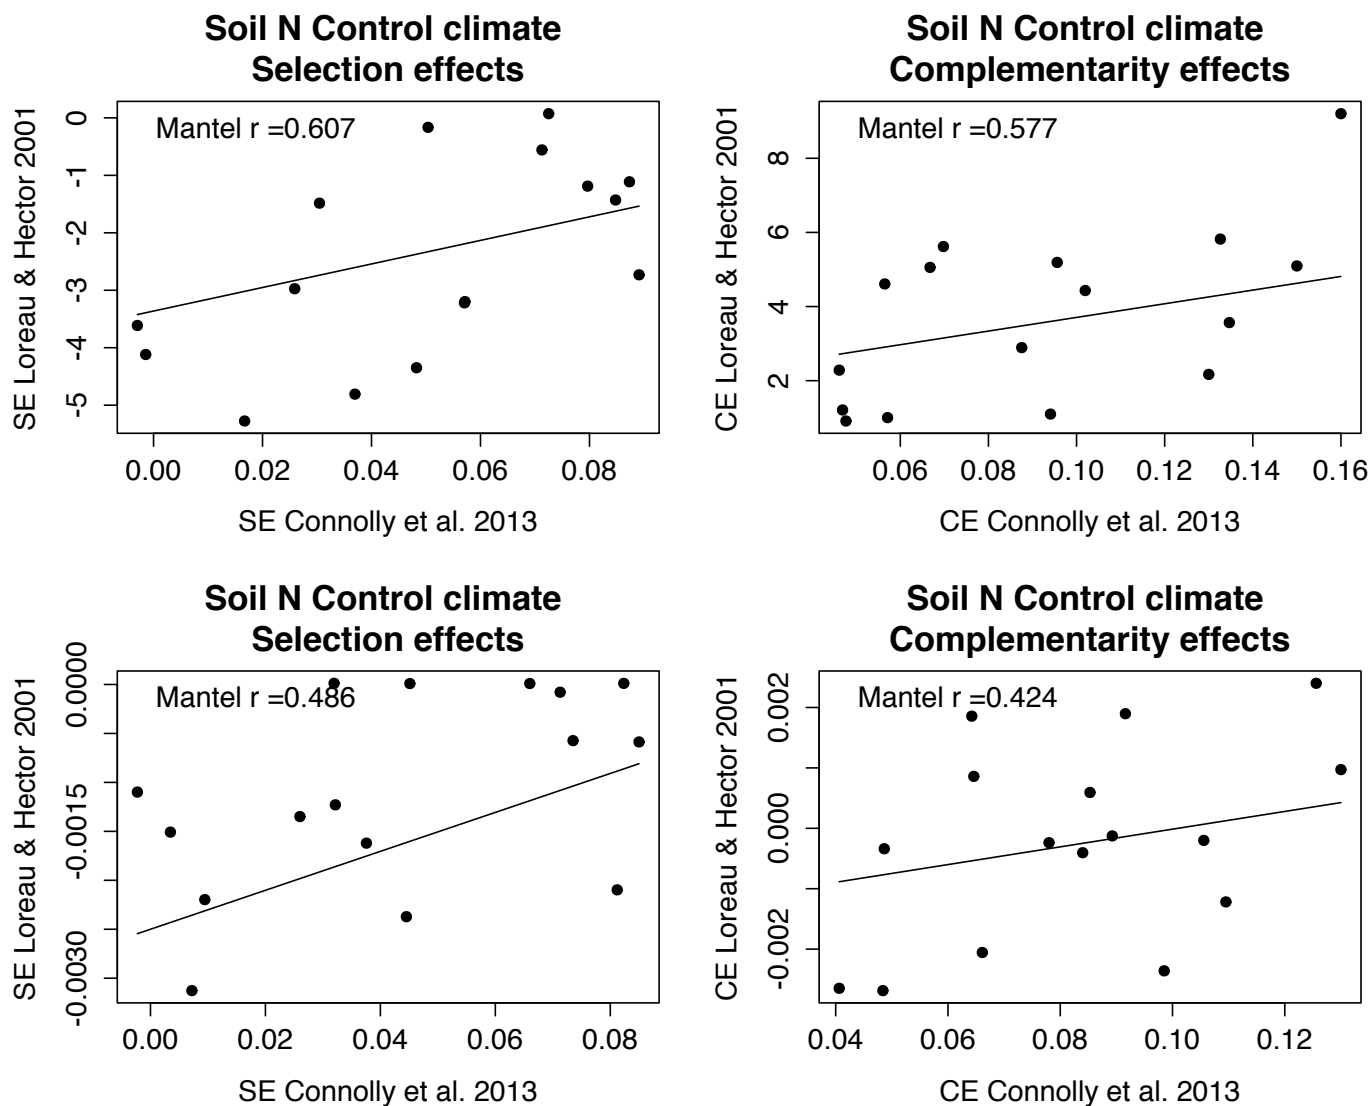 Soil N Control climate
Selection effects
Mantel r =0.607
SE Loreau & Hector 2001
0
-1
-2
-3
-4
-5
0.00 0.02 0.04 0.06 0.08
SE Connolly et al. 2013
Soil N Control climate
Complementarity effects
Mantel r =0.577
CE Loreau & Hector 2001
8
6
4
2
0.06 0.08 0.10 0.12 0.14 0.16
CE Connolly et al. 2013
Soil N Control climate
Selection effects
Mantel r =0.486
SE Loreau & Hector 2001
0.0000
-0.0015
-0.0030
0.00 0.02 0.04 0.06 0.08
SE Connolly et al. 2013
Soil N Control climate
Complementarity effects
Mantel r =0.424
CE Loreau & Hector 2001
0.002
0.000
-0.002
0.04 0.06 0.08 0.10 0.12
CE Connolly et al. 2013